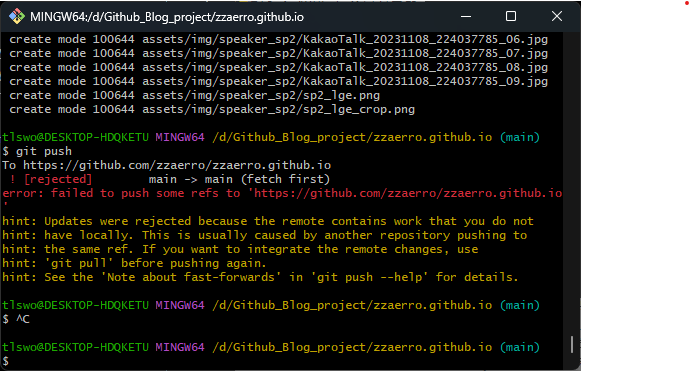 MINGW64:/d/Github_Blog_project/zzaerro.github.io
create mode 100644 assets/img/speaker_sp2/KakaoTalk_20231108_224037785_06.jpg
create mode 100644 assets/img/speaker_sp2/KakaoTalk_20231108_224037785_07.jpg
create mode 100644 assets/img/speaker_sp2/KakaoTalk_20231108_224037785_08.jpg
create mode 100644 assets/img/speaker_sp2/KakaoTalk_20231108_224037785_09.jpg
create mode 100644 assets/img/speaker_sp2/sp2_lge.png
create mode 100644 assets/img/speaker_sp2/sp2_lge_crop.png
tlswo@DESKTOP-HDQKETU MINGW64 /d/Github_Blog_project/zzaerro.github.io (main)
$ git push
To https://github.com/zzaerro/zzaerro.github.io
! [rejected] main -> main (fetch first)
error: failed to push some refs to 'https://github.com/zzaerro/zzaerro.github.io
'
hint: Updates were rejected because the remote contains work that you do not
hint: have locally. This is usually caused by another repository pushing to
hint: the same ref. If you want to integrate the remote changes, use
hint: 'git pull' before pushing again.
hint: See the 'Note about fast-forwards' in 'git push --help' for details.
tlswo@DESKTOP-HDQKETU MINGW64 /d/Github_Blog_project/zzaerro.github.io (main)
$ ^C
tlswo@DESKTOP-HDQKETU MINGW64 /d/Github_Blog_project/zzaerro.github.io (main)
$